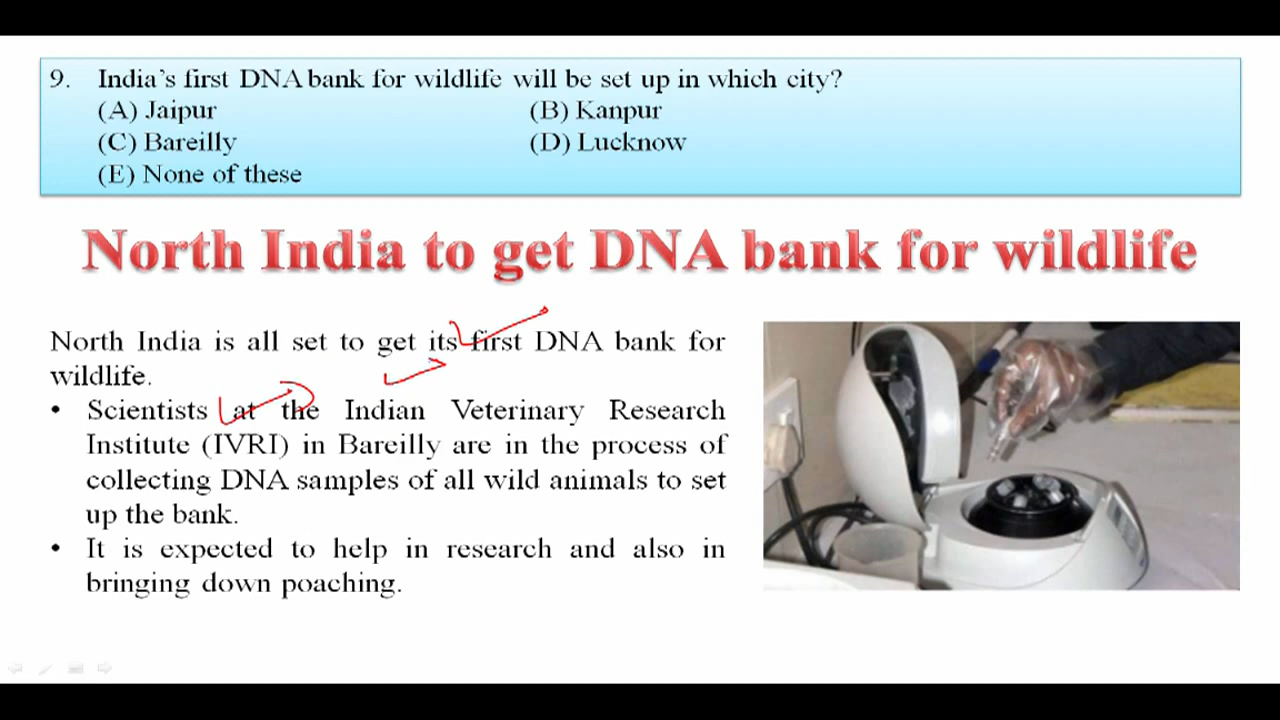 9. India's first DNA bank for wildlife will be set up in which city?
(A) Jaipur (B) Kanpur
(C) Bareilly (D) Lucknow
(E) None of these
North India to get DNA bank for wildlife
North India is all set to get its first DNA bank for
wildlife.
• Scientists at the Indian Veterinary Research
Institute (IVRI) in Bareilly are in the process of
collecting DNA samples of all wild animals to set
up the bank.
• It is expected to help in research and also in
bringing down poaching.